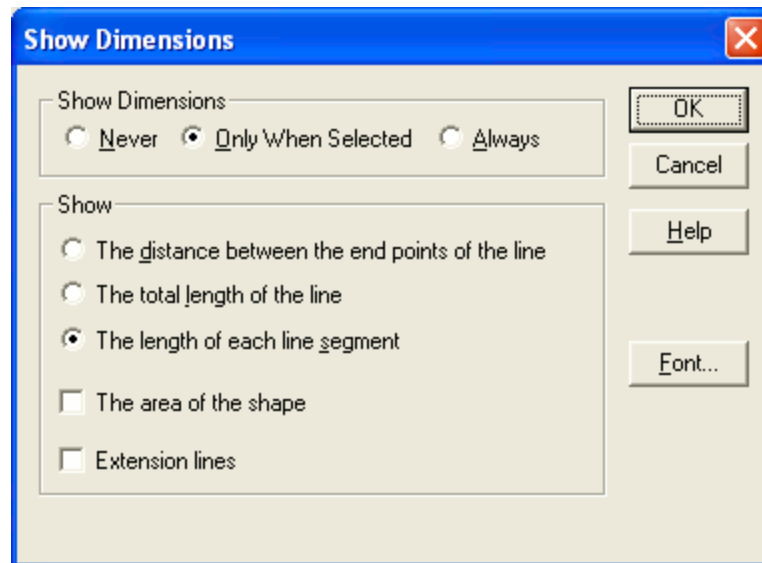 Show Dimensions
Show Dimensions
Never Only When Selected Always
OK
Cancel
Help
Font...
Show
The distance between the end points of the line
The total length of the line
The length of each line segment
The area of the shape
Extension lines